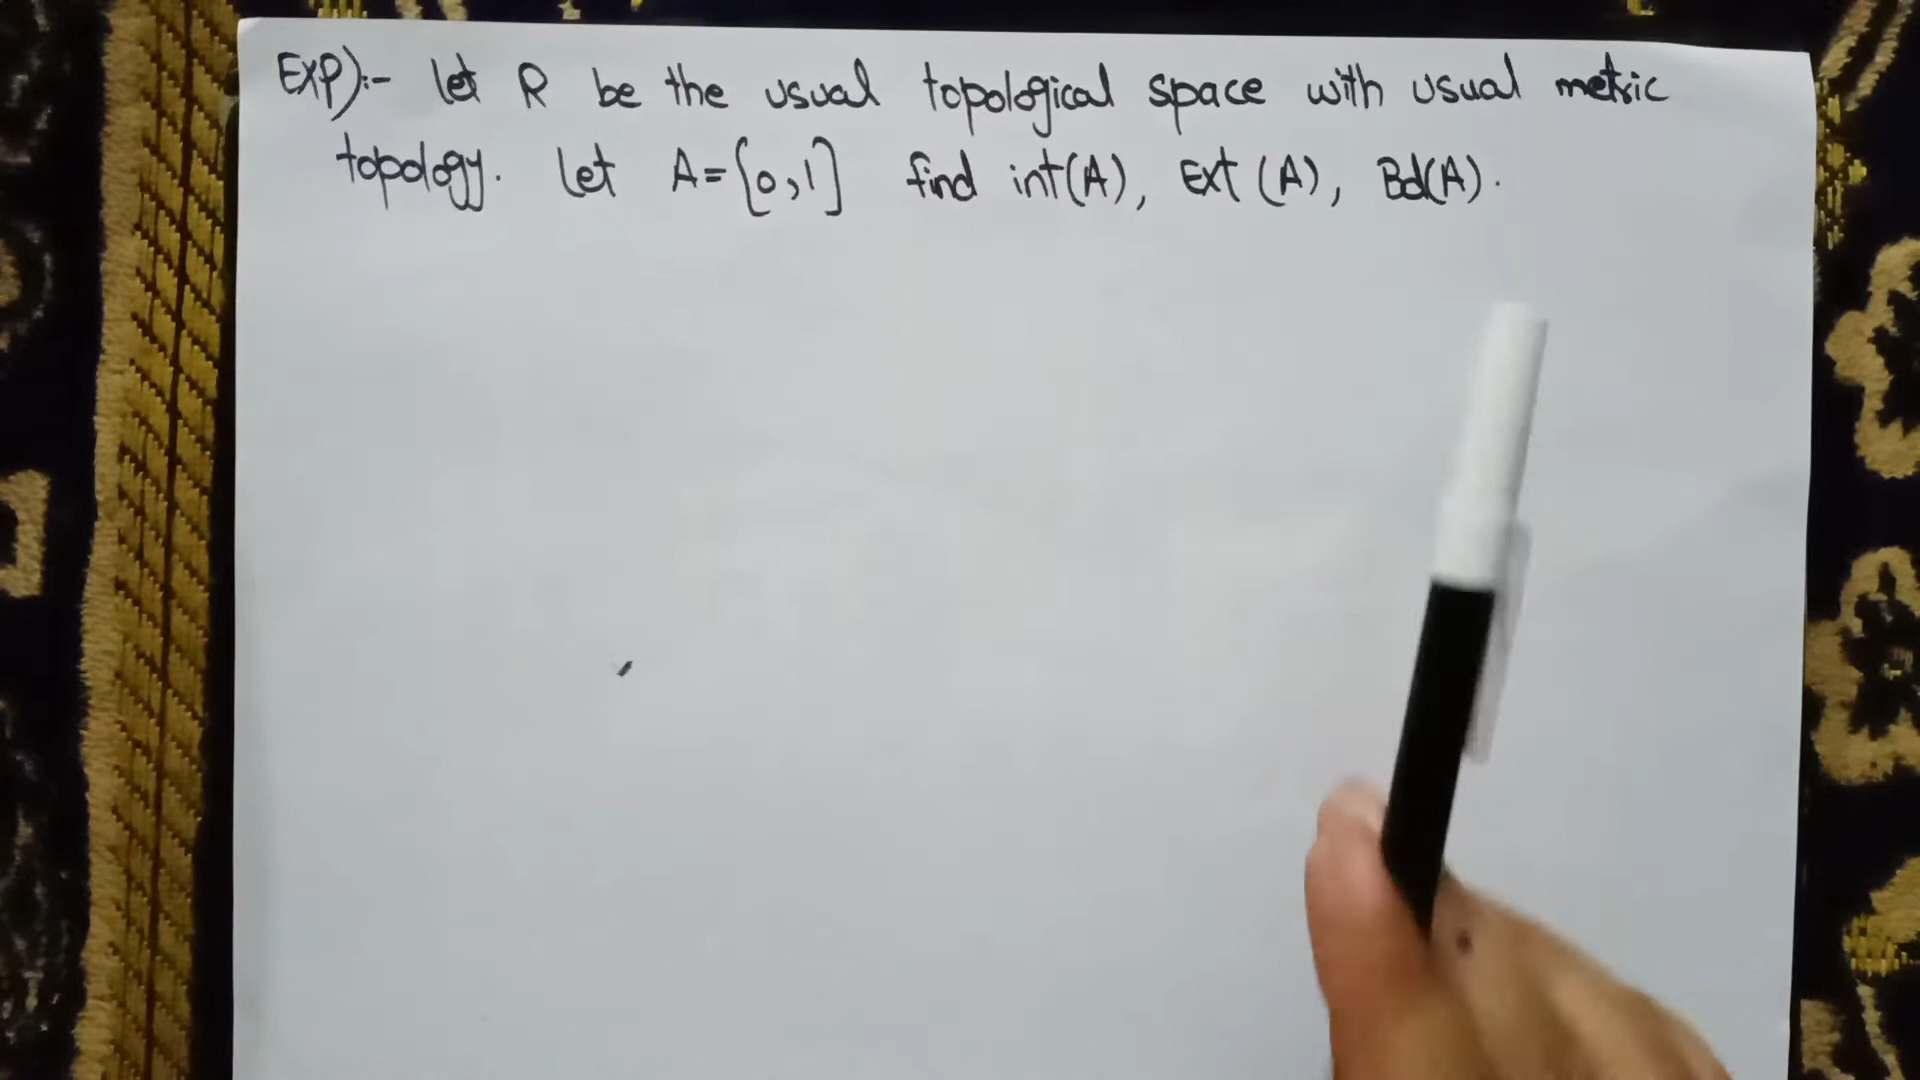 EXP):- let R be the usual topological space with usual metric
topology. Let A=[0,1] find int(A), Ext (A), Bd(A).